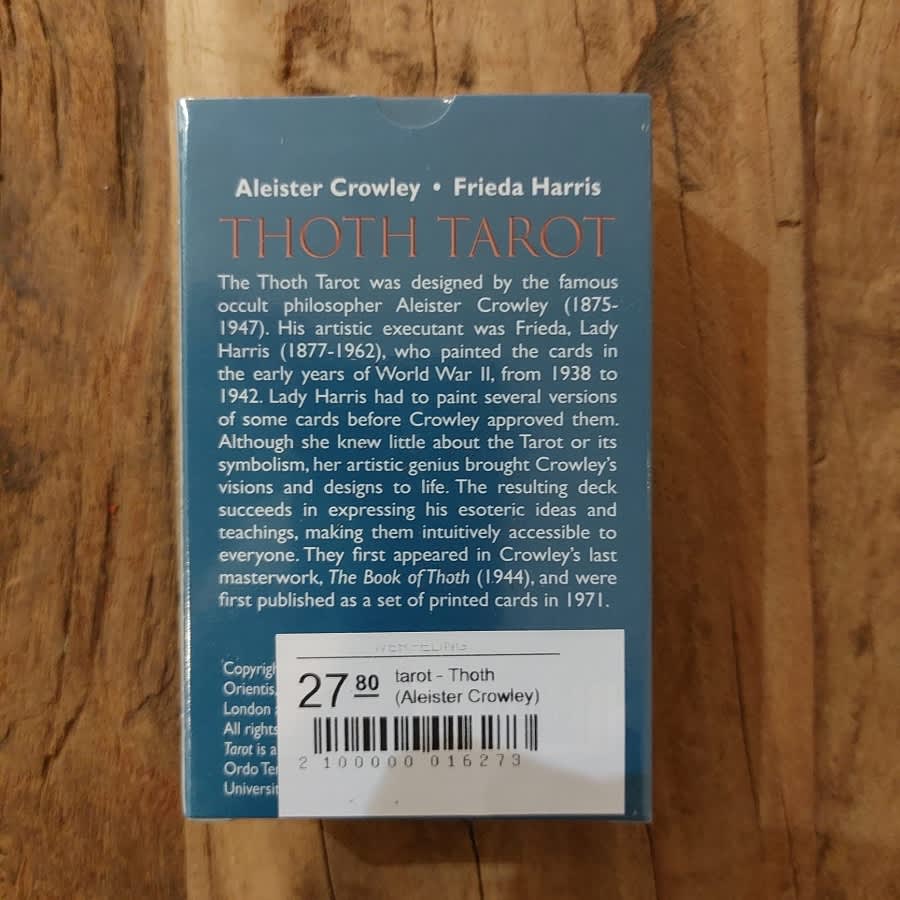 Aleister Crowley • Frieda Harris
THOTH TAROT
The Thoth Tarot was designed by the famous
occult philosopher Aleister Crowley (1875-
1947). His artistic executant was Frieda, Lady
Harris (1877-1962), who painted the cards in
the early years of World War II, from 1938 to
1942. Lady Harris had to paint several versions
of some cards before Crowley approved them.
Although she knew little about the Tarot or its
symbolism, her artistic genius brought Crowley's
visions and designs to life. The resulting deck
succeeds in expressing his esoteric ideas and
teachings, making them intuitively accessible to
everyone. They first appeared in Crowley's last
masterwork, The Book of Thoth (1944), and were
first published as a set of printed cards in 1971.
Orientis,
London
All rights
Tarot is a
Ordo
27 80
tarot - Thoth
(Aleister Crowley)
2 100000 016273